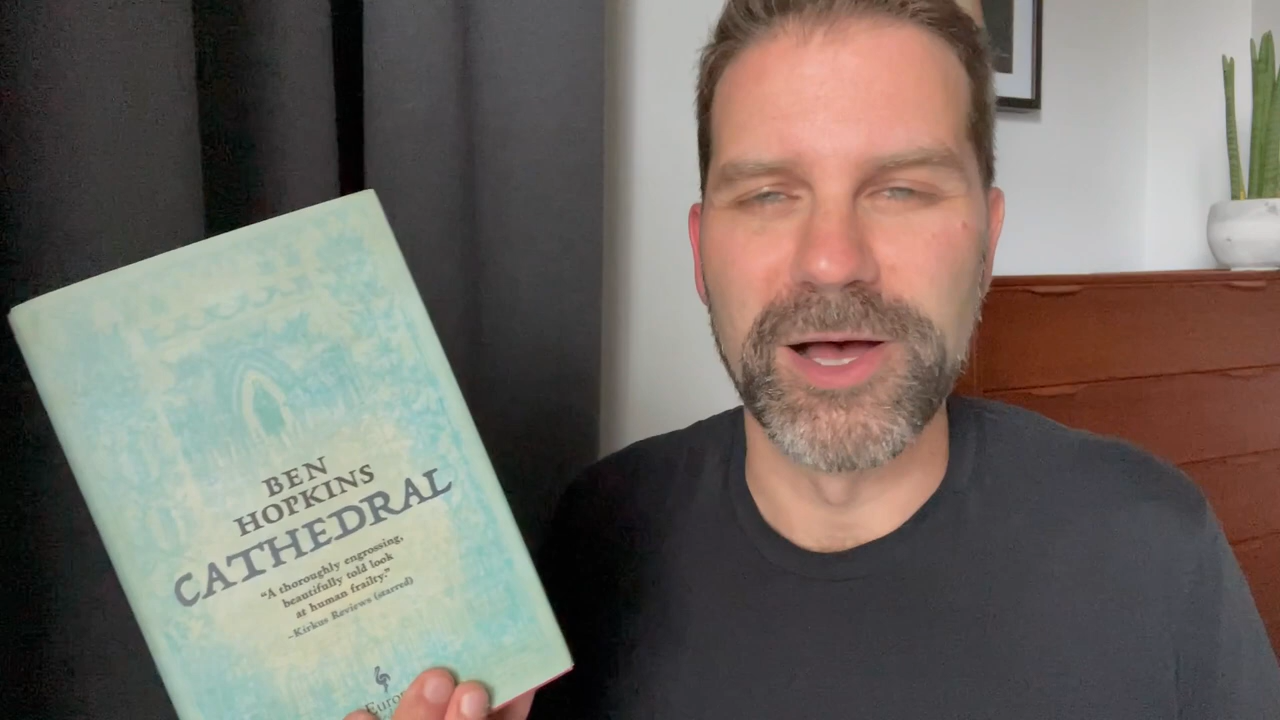 BEN
HOPKINS
CATHEDRAL
“A thoroughly engrossing,
beautifully told look
at human frailty.”
–Kirkus Reviews (starred)